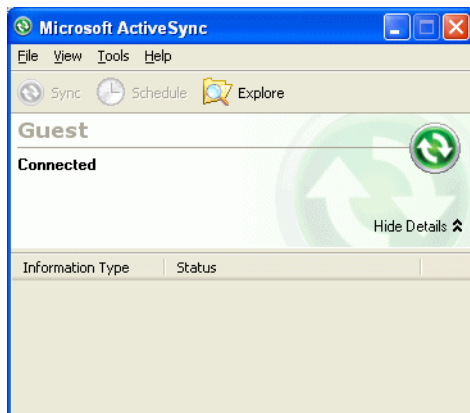 Microsoft ActiveSync
File View Tools Help
Sync Schedule Explore
Guest
Connected
Hide Details
Information Type Status